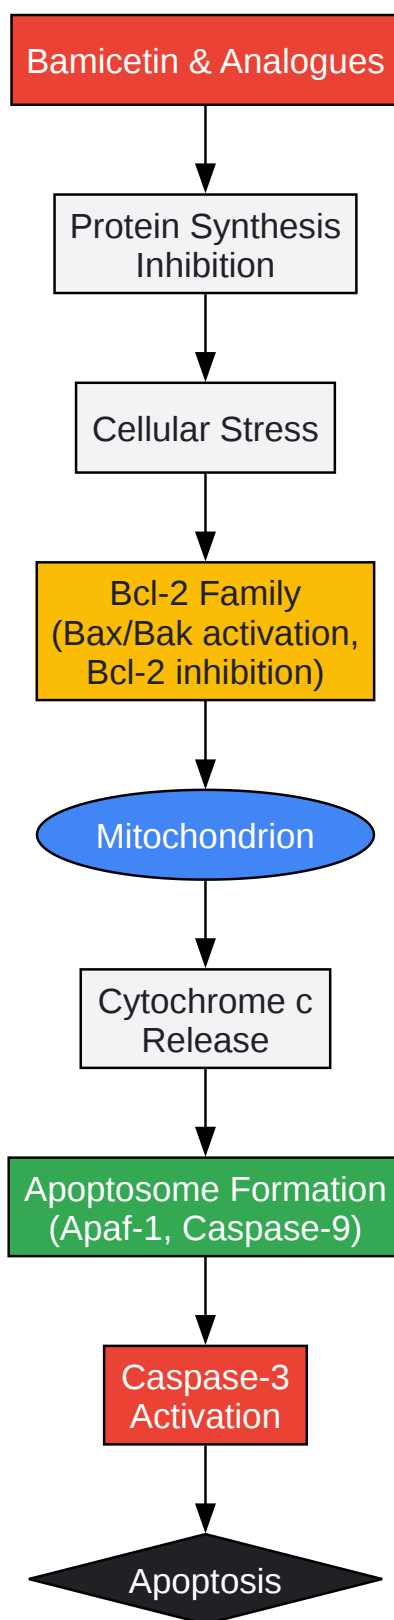 Bamicetin & Analogues
Protein Synthesis
Inhibition
Cellular Stress
Bcl-2 Family
(Bax/Bak activation,
Bcl-2 inhibition)
Mitochondrion
Cytochrome c
Release
Apoptosome Formation
(Apaf-1, Caspase-9)
Caspase-3
Activation
Apoptosis